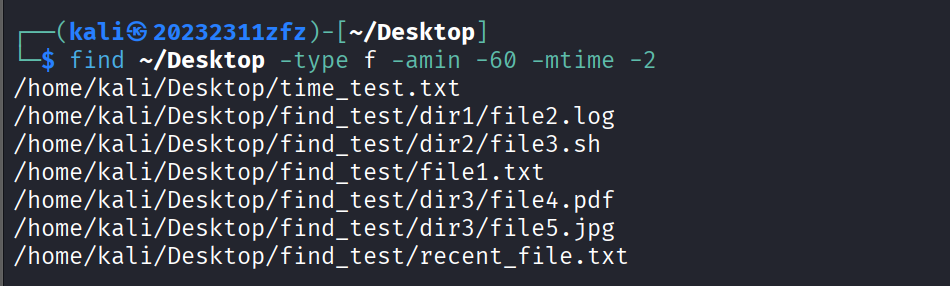 ┌──(kali㉿20232311zfz)-[~/Desktop]
└─$ find ~/Desktop -type f -amin -60 -mtime -2
/home/kali/Desktop/time_test.txt
/home/kali/Desktop/find_test/dir1/file2.log
/home/kali/Desktop/find_test/dir2/file3.sh
/home/kali/Desktop/find_test/file1.txt
/home/kali/Desktop/find_test/dir3/file4.pdf
/home/kali/Desktop/find_test/dir3/file5.jpg
/home/kali/Desktop/find_test/recent_file.txt